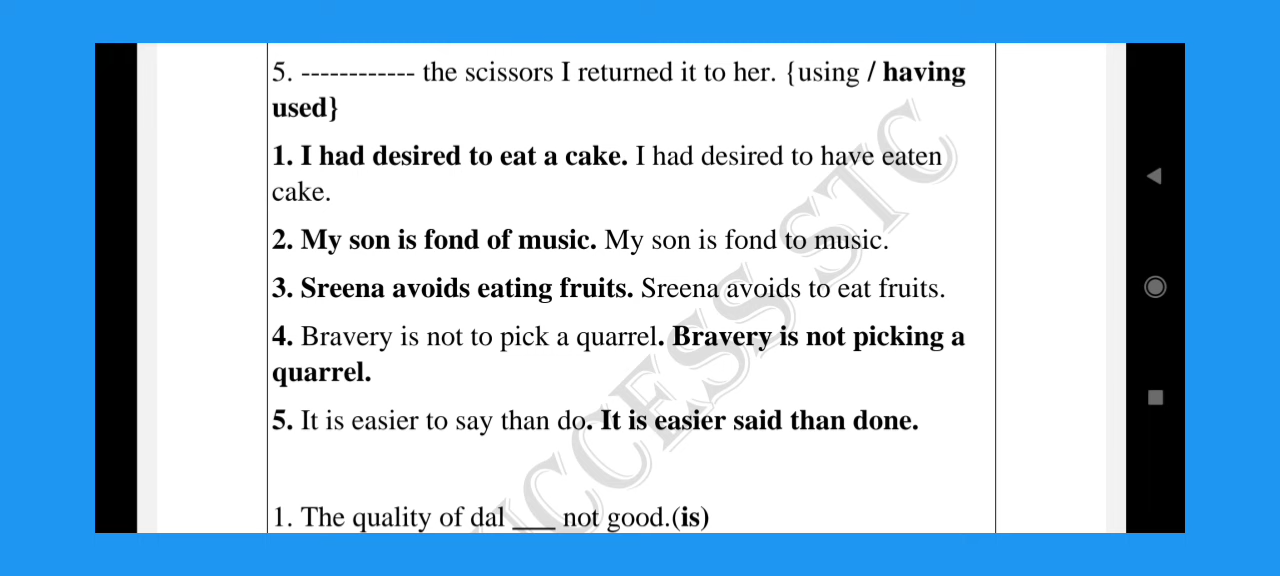 5. ------------ the scissors I returned it to her. {using / having
used}
1. I had desired to eat a cake. I had desired to have eaten
cake.
2. My son is fond of music. My son is fond to music.
3. Sreena avoids eating fruits. Sreena avoids to eat fruits.
4. Bravery is not to pick a quarrel. Bravery is not picking a
quarrel.
5. It is easier to say than do. It is easier said than done.
1. The quality of dal ___ not good.(is)
UCCESS STC